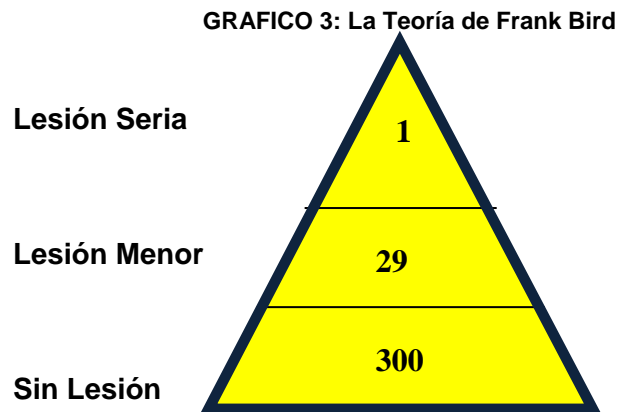 GRAFICO 3: La Teoría de Frank Bird
Lesión Seria
1
Lesión Menor
29
300
Sin Lesión